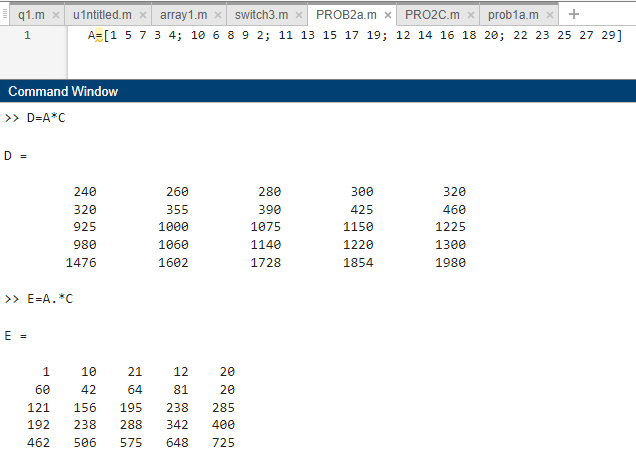 q1.m × u1ntitled.m × array1.m × switch3.m × PROB2a.m × PRO2C.m × prob1a.m × +
1 A=[1 5 7 3 4; 10 6 8 9 2; 11 13 15 17 19; 12 14 16 18 20; 22 23 25 27 29]
Command Window
>> D=A*C
D =
240 260 280 300 320
320 355 390 425 460
925 1000 1075 1150 1225
980 1060 1140 1220 1300
1476 1602 1728 1854 1980
>> E=A.*C
E =
1 10 21 12 20
60 42 64 81 20
121 156 195 238 285
192 238 288 342 400
462 506 575 648 725